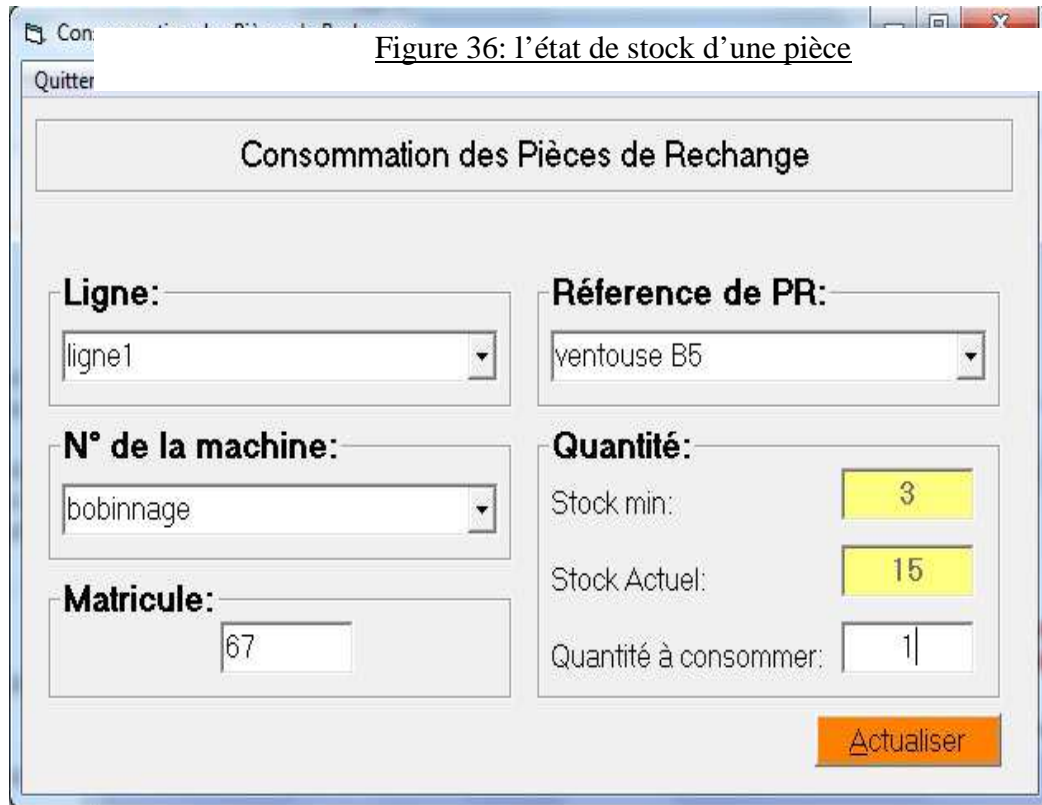 Figure 36: l'état de stock d'une pièce
Quitter
Consommation des Pièces de Rechange
Ligne:
ligne1
N° de la machine:
bobinnage
Matricule:
67
Réference de PR:
ventouse B5
Quantité:
Stock min:
3
Stock Actuel:
15
Quantité à consommer:
1
Actualiser